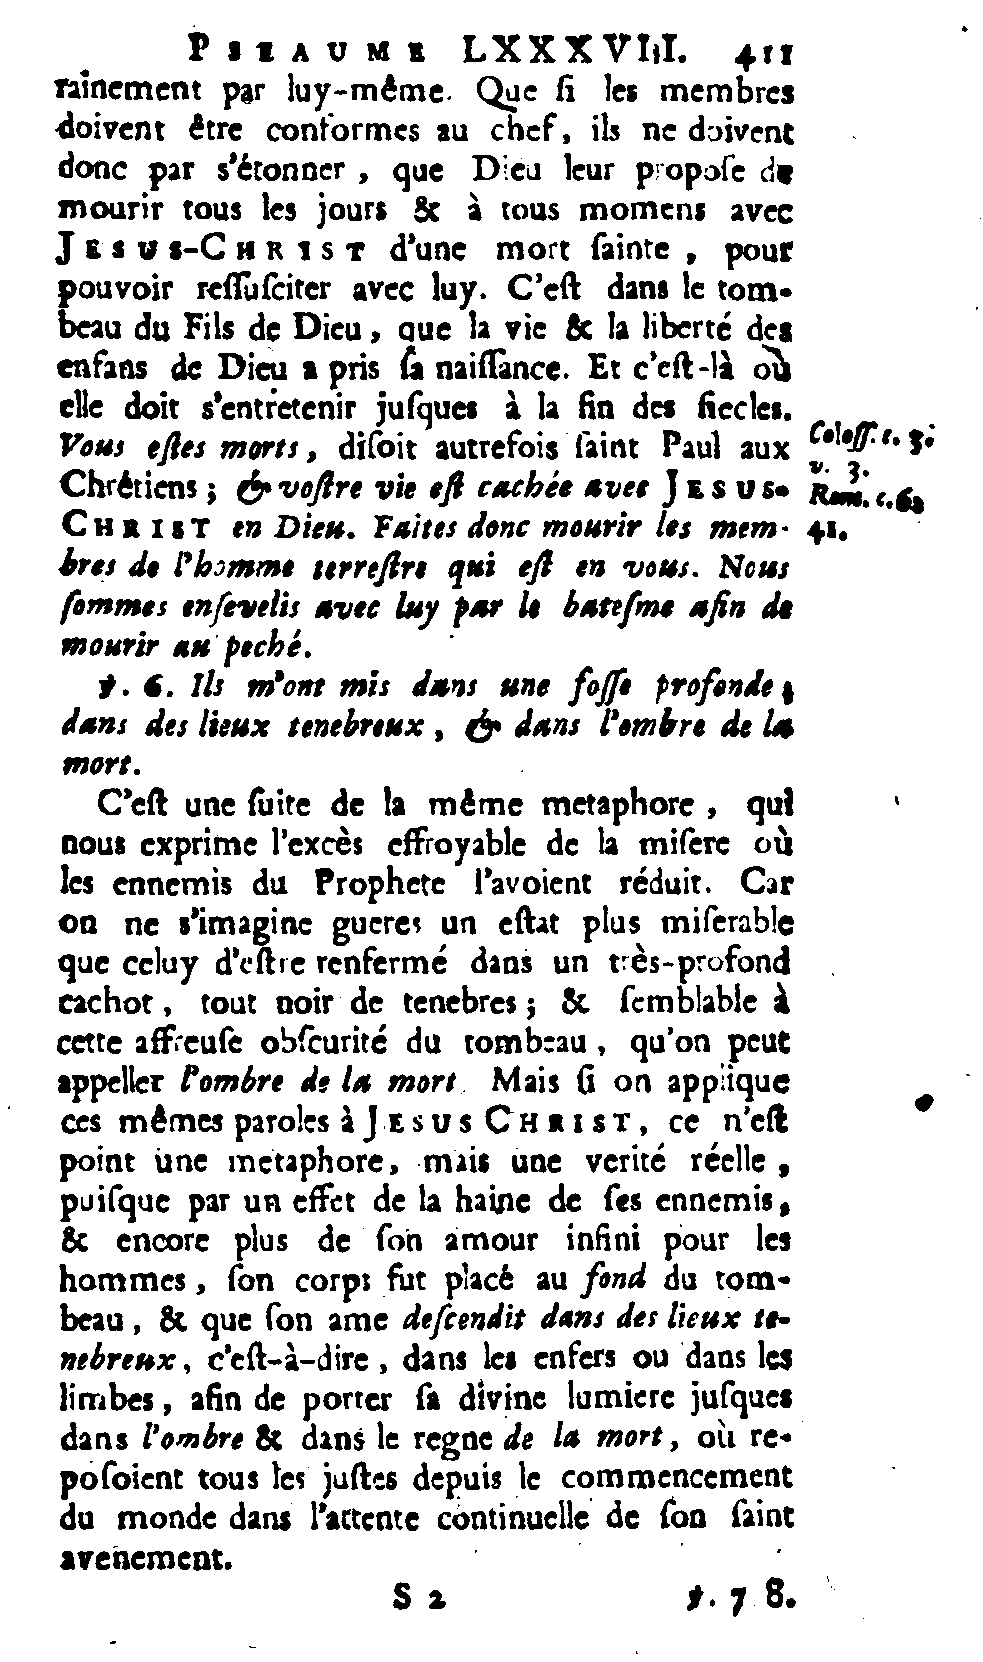 PSEAUME LXXXVIII. 411
rainement par luy-même. Que ſi les membres
doivent être conformes au chef, ils ne doivent
donc par s'étonner, que Dieu leur propoſe de
mourir tous les jours & à tous momens avec
JESUS-CHRIST d'une mort ſainte, pour
pouvoir reſſuſciter avec luy. C'eſt dans le tom-
beau du Fils de Dieu, que la vie & la liberté des
enfans de Dieu a pris ſa naiſſance. Et c'eſt-là où
elle doit s'entretenir juſques à la fin des ſiecles.
Vous eſtes morts, diſoit autrefois ſaint Paul aux
Chrêtiens; & voſtre vie eſt cachée avec JESUS-
CHRIST en Dieu. Faites donc mourir les mem-
bres de l'homme terreſtre qui eſt en vous. Nous
ſommes enſevelis avec luy par le bateſme afin de
mourir au peché.
Coloſſ. c. 3.
v. 3.
Rom. c. 6.
41.
℣. 6. Ils m'ont mis dans une foſſe profonde,
dans des lieux tenebreux, & dans l'ombre de la
mort.
C'eſt une ſuite de la même metaphore, qui
nous exprime l'excès effroyable de la miſere où
les ennemis du Prophete l'avoient réduit. Car
on ne s'imagine gueres un eſtat plus miſerable
que celuy d'eſtre renfermé dans un très-profond
cachot, tout noir de tenebres; & ſemblable à
cette affreuſe obſcurité du tombeau, qu'on peut
appeller l'ombre de la mort. Mais ſi on applique
ces mêmes paroles à JESUS CHRIST, ce n'eſt
point une metaphore, mais une verité réelle,
puiſque par un effet de la haine de ſes ennemis,
& encore plus de ſon amour infini pour les
hommes, ſon corps fut placé au fond du tom-
beau, & que ſon ame deſcendit dans des lieux te-
nebreux, c'eſt-à-dire, dans les enfers ou dans les
limbes, afin de porter ſa divine lumiere juſques
dans l'ombre & dans le regne de la mort, où re-
poſoient tous les juſtes depuis le commencement
du monde dans l'attente continuelle de ſon ſaint
avenement.
S 2 ℣. 7 8.